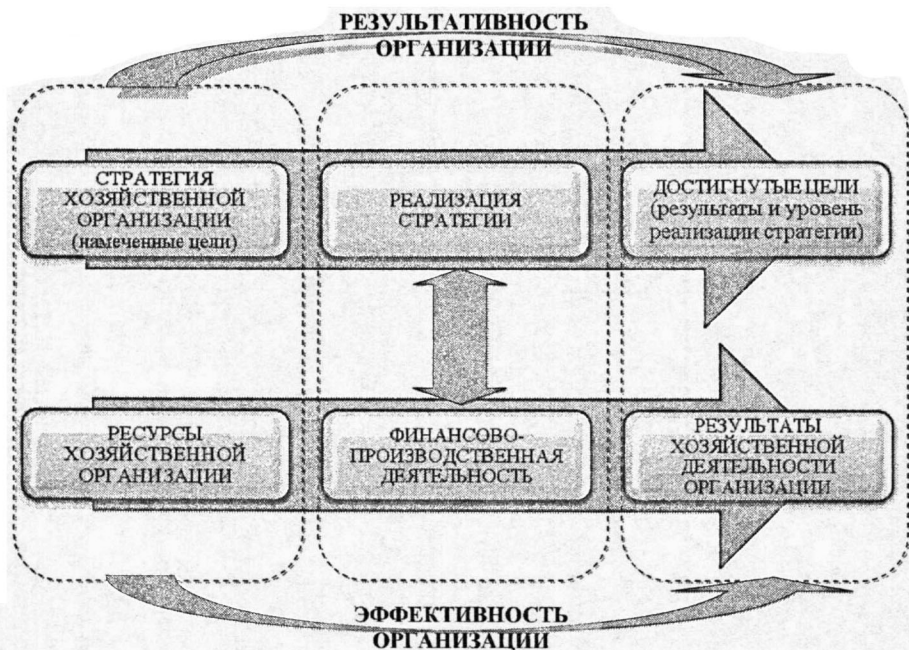 РЕЗУЛЬТАТИВНОСТЬ
ОРГАНИЗАЦИИ
СТРАТЕГИЯ
ХОЗЯЙСТВЕННОЙ
ОРГАНИЗАЦИИ
(намеченные цели)
РЕАЛИЗАЦИЯ
СТРАТЕГИИ
ДОСТИГНУТЫЕ ЦЕЛИ
(результаты и уровень
реализации стратегии)
РЕСУРСЫ
ХОЗЯЙСТВЕННОЙ
ОРГАНИЗАЦИИ
ФИНАНСОВО-
ПРОИЗВОДСТВЕННАЯ
ДЕЯТЕЛЬНОСТЬ
РЕЗУЛЬТАТЫ
ХОЗЯЙСТВЕННОЙ
ДЕЯТЕЛЬНОСТИ
ОРГАНИЗАЦИИ
ЭФФЕКТИВНОСТЬ
ОРГАНИЗАЦИИ